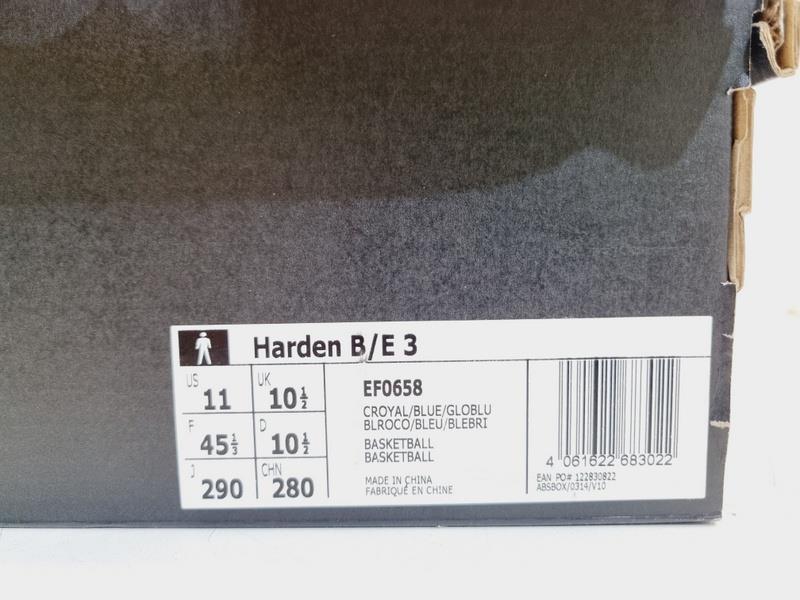 Harden B/E 3
US 11 UK 10½
F 45⅓ D 10½
J 290 CHN 280
EF0658
CROYAL/BLUE/GLOBLU
BLROCO/BLEU/BLEBRI
BASKETBALL
BASKETBALL
MADE IN CHINA
FABRIQUÉ EN CHINE
4 061622 683022
EAN PO# 122830822
ABSBOX/0314/V10